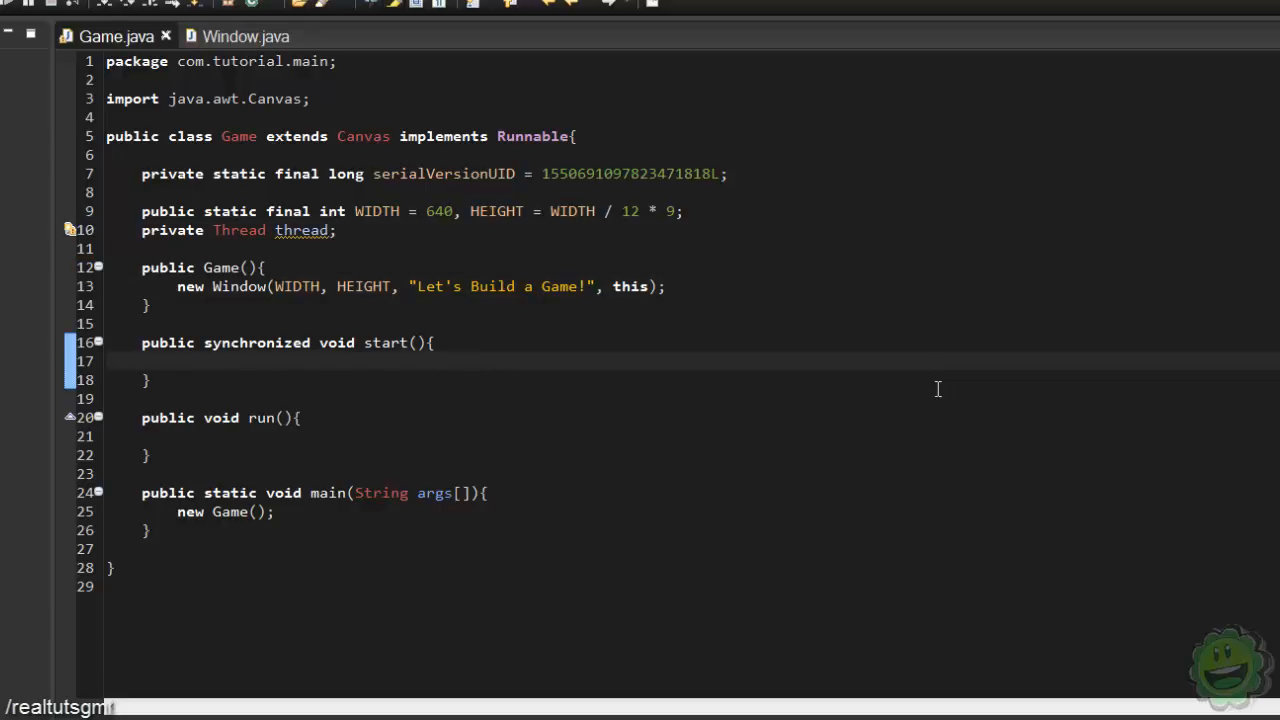 Game.java
Window.java
1 package com.tutorial.main;
2
3 import java.awt.Canvas;
4
5 public class Game extends Canvas implements Runnable{
6
7 private static final long serialVersionUID = 1550691097823471818L;
8
9 public static final int WIDTH = 640, HEIGHT = WIDTH / 12 * 9;
10 private Thread thread;
11
12 public Game(){
13 new Window(WIDTH, HEIGHT, "Let's Build a Game!", this);
14 }
15
16 public synchronized void start(){
17
18 }
19
20 public void run(){
21
22 }
23
24 public static void main(String args[]){
25 new Game();
26 }
27
28 }
29
/realtutsgm